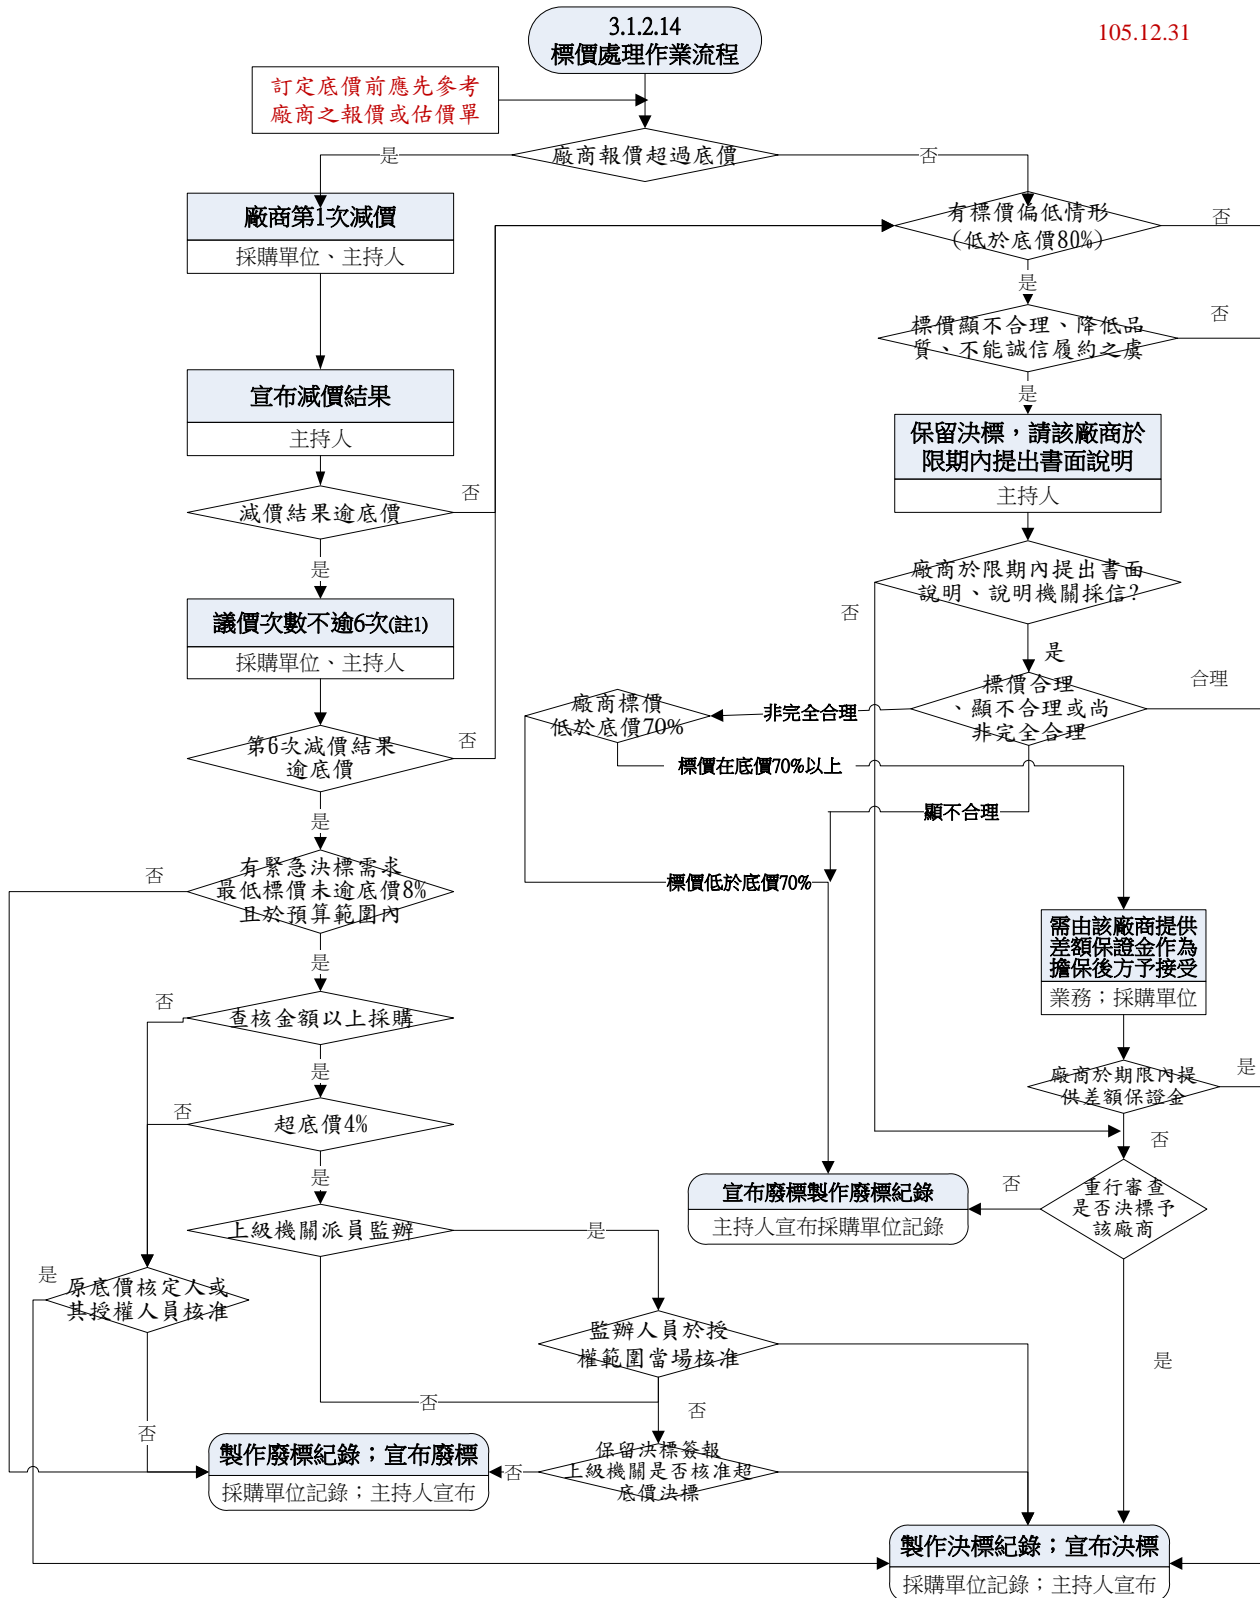 3.1.2.14
標價處理作業流程
105.12.31
訂定底價前應先參考
廠商之報價或估價單
廠商報價超過底價
是
否
廠商第1次減價
採購單位、主持人
有標價偏低情形
(低於底價80%)
否
是
標價顯不合理、降低品
質、不能誠信履約之虞
否
是
宣布減價結果
主持人
保留決標，請該廠商於
限期內提出書面說明
主持人
減價結果逾底價
否
是
廠商於限期內提出書面
說明、說明機關採信?
否
是
議價次數不逾6次(註1)
採購單位、主持人
標價合理
、顯不合理或尚
非完全合理
合理
非完全合理
廠商標價
低於底價70%
標價在底價70%以上
顯不合理
標價低於底價70%
第6次減價結果
逾底價
否
是
有緊急決標需求
最低標價未逾底價8%
且於預算範圍內
否
是
需由該廠商提供
差額保證金作為
擔保後方予接受
業務；採購單位
查核金額以上採購
否
是
廠商於期限內提
供差額保證金
是
否
超底價4%
否
是
重行審查
是否決標予
該廠商
否
是
宣布廢標製作廢標紀錄
主持人宣布採購單位記錄
上級機關派員監辦
是
否
原底價核定人或
其授權人員核准
是
否
監辦人員於授
權範圍當場核准
否
保留決標簽報
上級機關是否核准超
底價決標
否
製作廢標紀錄；宣布廢標
採購單位記錄；主持人宣布
製作決標紀錄；宣布決標
採購單位記錄；主持人宣布